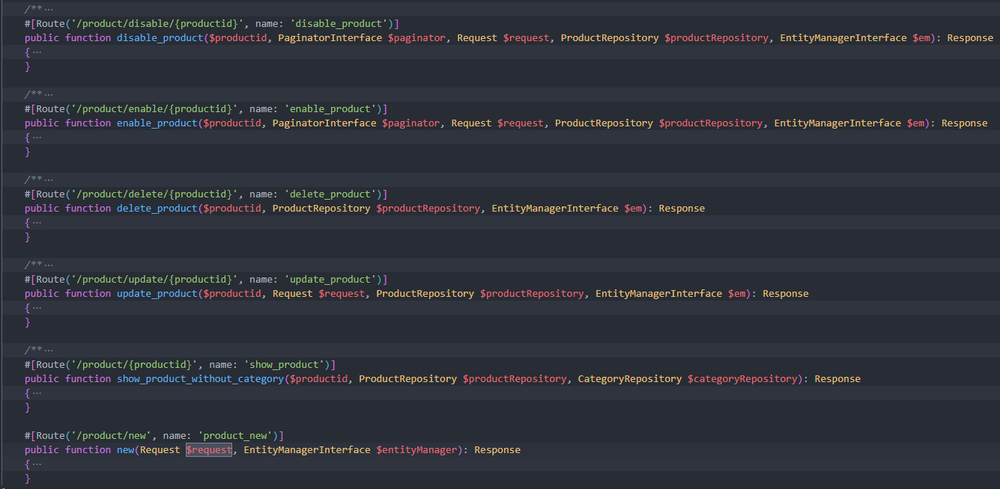 /** ...
#[Route('/product/disable/{productid}', name: 'disable_product')]
public function disable_product($productid, PaginatorInterface $paginator, Request $request, ProductRepository $productRepository, EntityManagerInterface $em): Response
{ ...
}
/** ...
#[Route('/product/enable/{productid}', name: 'enable_product')]
public function enable_product($productid, PaginatorInterface $paginator, Request $request, ProductRepository $productRepository, EntityManagerInterface $em): Response
{ ...
}
/** ...
#[Route('/product/delete/{productid}', name: 'delete_product')]
public function delete_product($productid, ProductRepository $productRepository, EntityManagerInterface $em): Response
{ ...
}
/** ...
#[Route('/product/update/{productid}', name: 'update_product')]
public function update_product($productid, Request $request, ProductRepository $productRepository, EntityManagerInterface $em): Response
{ ...
}
/** ...
#[Route('/product/{productid}', name: 'show_product')]
public function show_product_without_category($productid, ProductRepository $productRepository, CategoryRepository $categoryRepository): Response
{ ...
}
#[Route('/product/new', name: 'product_new')]
public function new(Request $request, EntityManagerInterface $entityManager): Response
{ ...
}